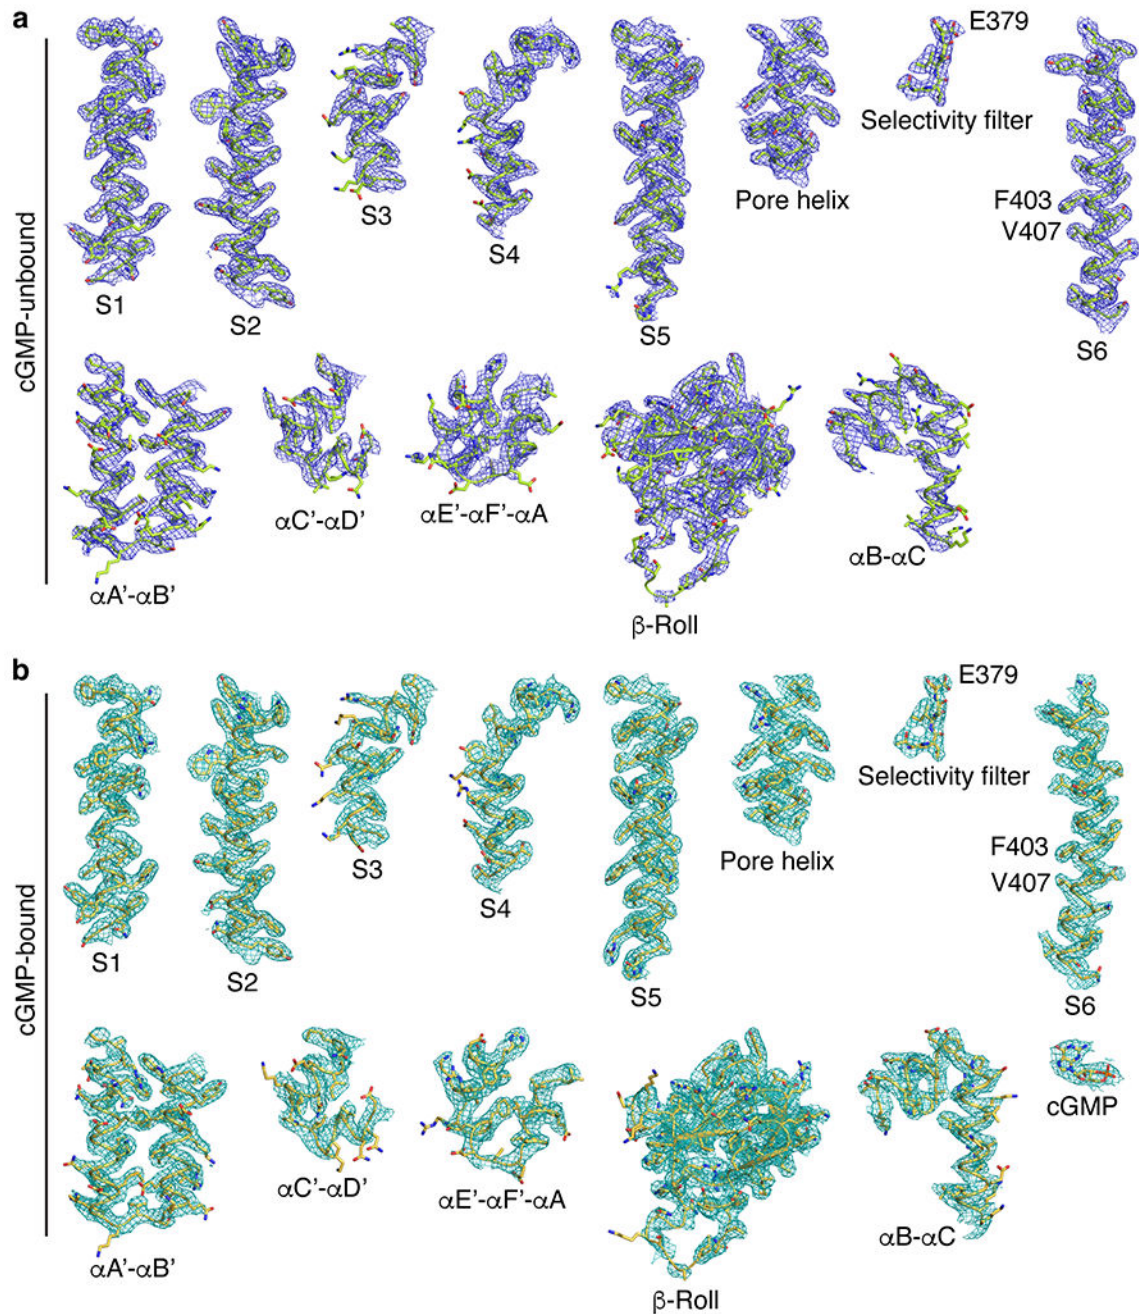 a
cGMP-unbound
E379
Selectivity filter
S1
S2
S3
S4
S5
Pore helix
F403
V407
S6
αA’-αB’
αC’-αD’
αE’-αF’-αA
β-Roll
αB-αC
b
cGMP-bound
E379
Selectivity filter
S1
S2
S3
S4
S5
Pore helix
F403
V407
S6
αA’-αB’
αC’-αD’
αE’-αF’-αA
β-Roll
αB-αC
cGMP